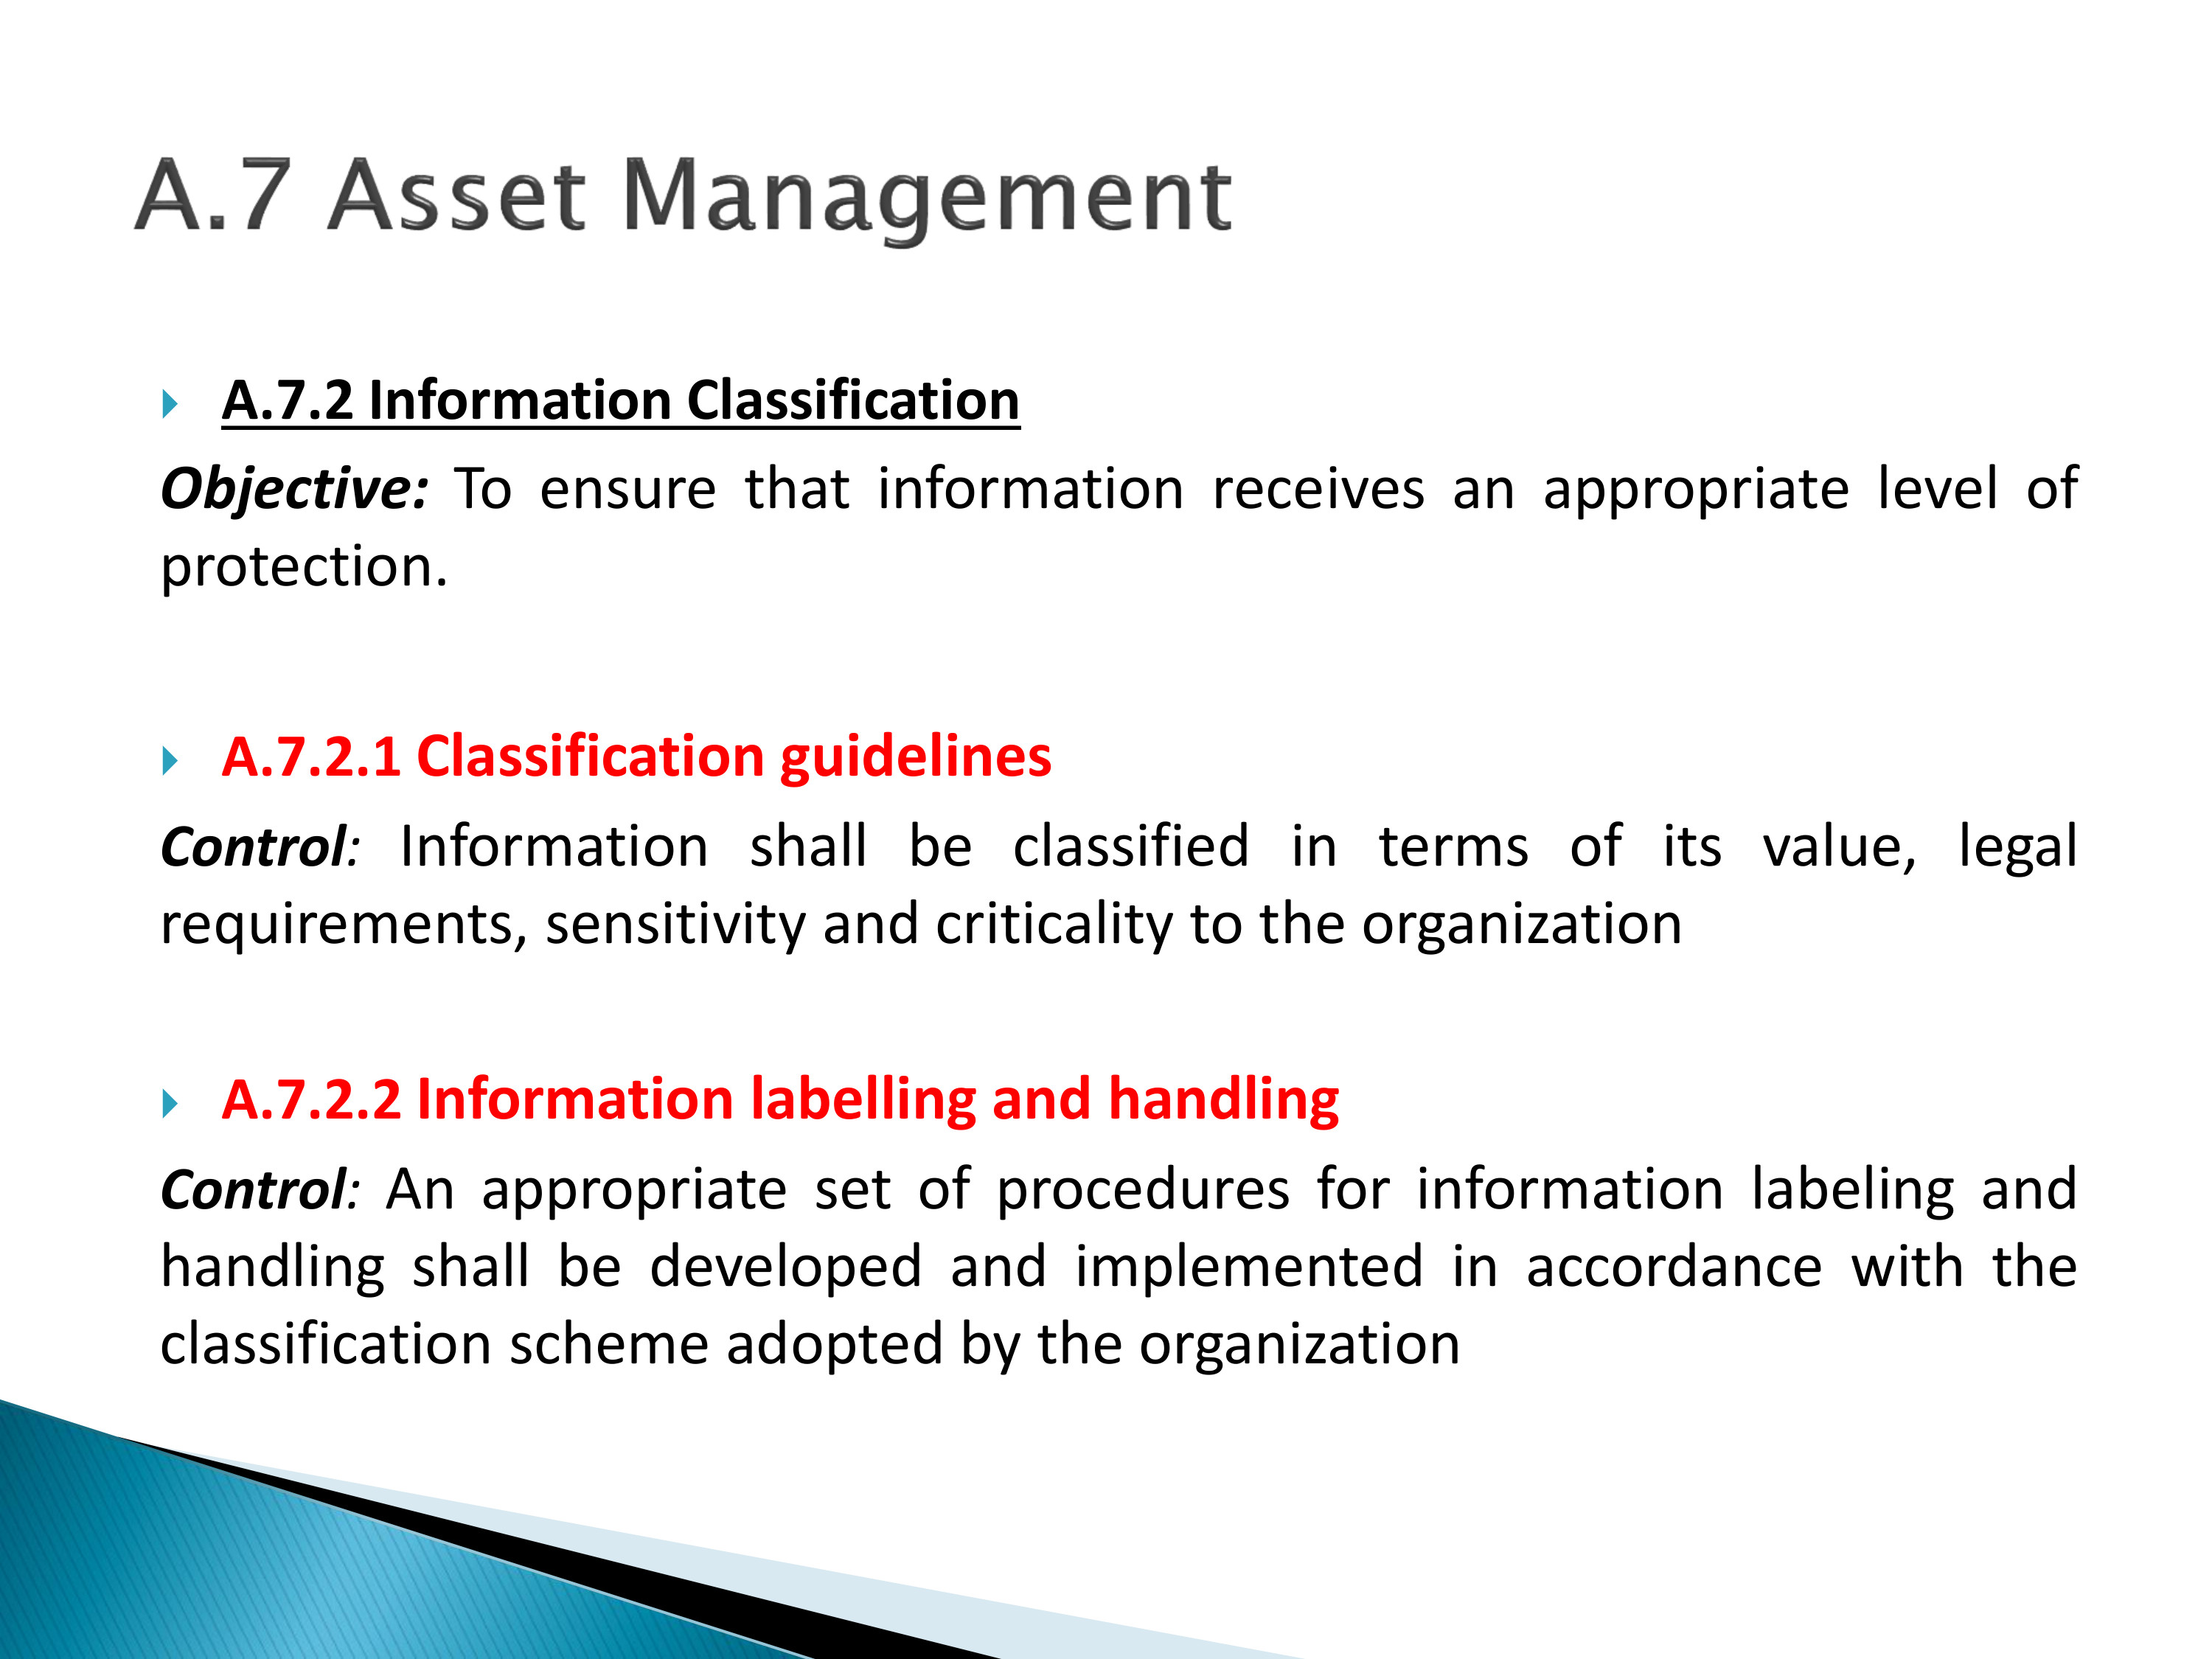 A.7 Asset Management
A.7.2 Information Classification
Objective: To ensure that information receives an appropriate level of
protection.
A.7.2.1 Classification guidelines
Control: Information shall be classified in terms of its value, legal
requirements, sensitivity and criticality to the organization
A.7.2.2 Information labelling and handling
Control: An appropriate set of procedures for information labeling and
handling shall be developed and implemented in accordance with the
classification scheme adopted by the organization